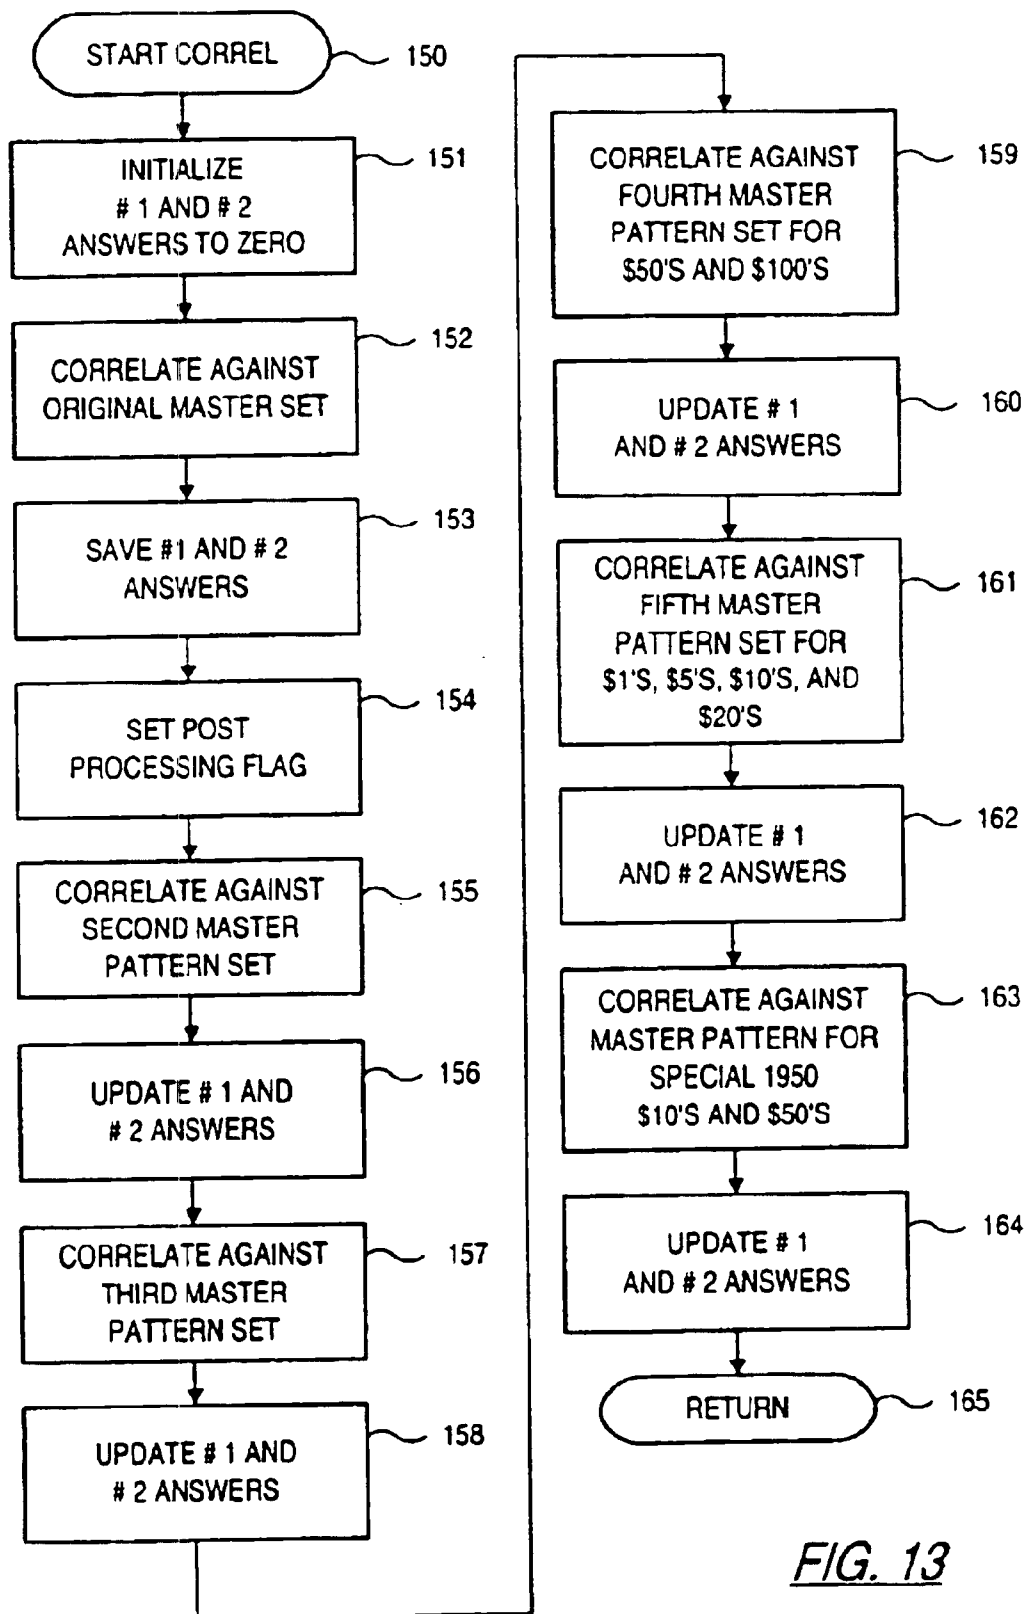 START CORREL
150
INITIALIZE
# 1 AND # 2
ANSWERS TO ZERO
151
CORRELATE AGAINST
ORIGINAL MASTER SET
152
SAVE #1 AND # 2
ANSWERS
153
SET POST
PROCESSING FLAG
154
CORRELATE AGAINST
SECOND MASTER
PATTERN SET
155
UPDATE # 1 AND
# 2 ANSWERS
156
CORRELATE AGAINST
THIRD MASTER
PATTERN SET
157
UPDATE # 1 AND
# 2 ANSWERS
158
CORRELATE AGAINST
FOURTH MASTER
PATTERN SET FOR
$50'S AND $100'S
159
UPDATE # 1
AND # 2 ANSWERS
160
CORRELATE AGAINST
FIFTH MASTER
PATTERN SET FOR
$1'S, $5'S, $10'S, AND
$20'S
161
UPDATE # 1
AND # 2 ANSWERS
162
CORRELATE AGAINST
MASTER PATTERN FOR
SPECIAL 1950
$10'S AND $50'S
163
UPDATE # 1
AND # 2 ANSWERS
164
RETURN
165
FIG. 13